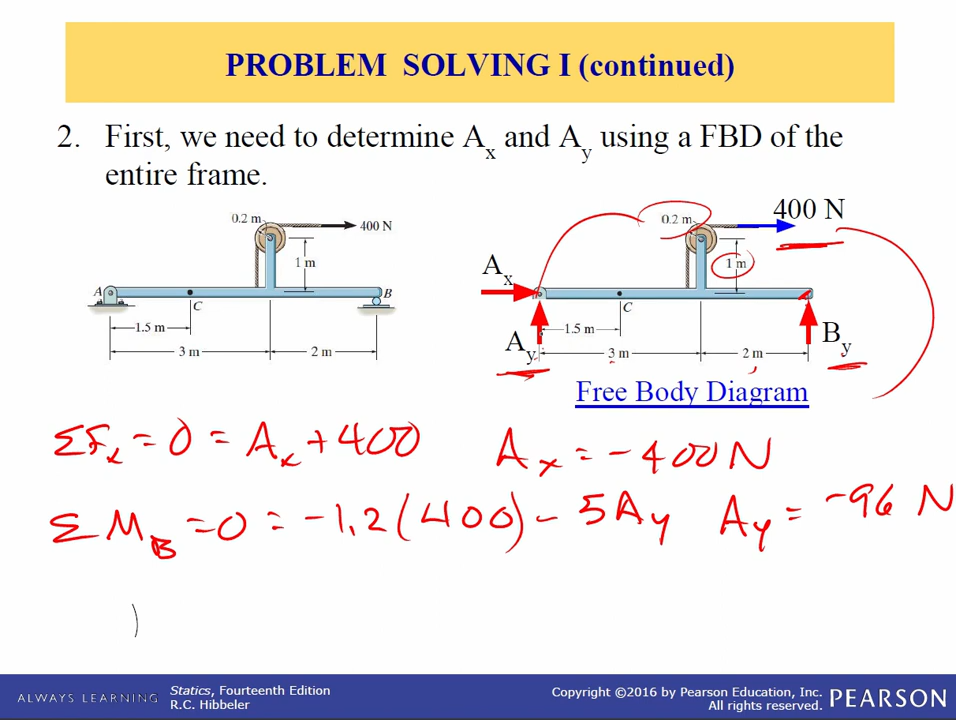 PROBLEM SOLVING I (continued)
2. First, we need to determine Ax and Ay using a FBD of the
entire frame.
0.2 m
400 N
1 m
A
B
C
1.5 m
3 m
2 m
0.2 m
400 N
1 m
Ax
C
Ay
1.5 m
By
3 m
2 m
Free Body Diagram
ΣFx = 0 = Ax + 400
Ax = -400 N
ΣMB = 0 = -1.2(400) - 5Ay
Ay = -96 N
)
ALWAYS LEARNING
Statics, Fourteenth Edition
R.C. Hibbeler
Copyright ©2016 by Pearson Education, Inc.
All rights reserved.
PEARSON